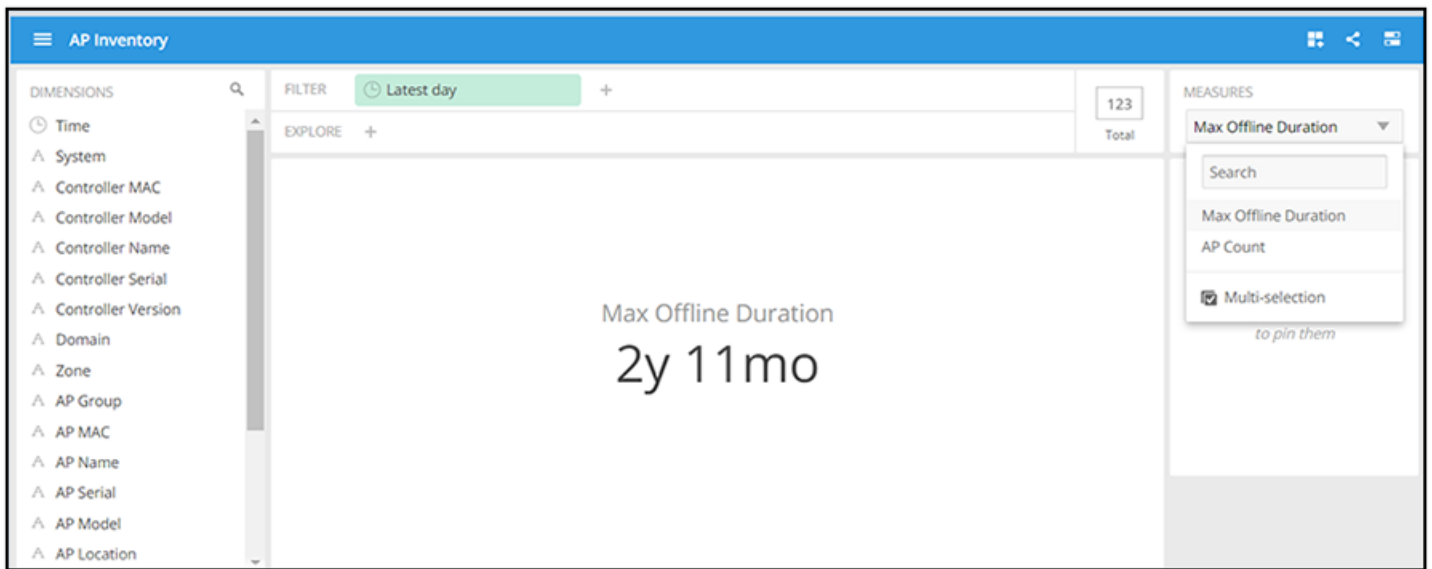 AP Inventory
DIMENSIONS
Time
System
Controller MAC
Controller Model
Controller Name
Controller Serial
Controller Version
Domain
Zone
AP Group
AP MAC
AP Name
AP Serial
AP Model
AP Location
FILTER Latest day +
EXPLORE +
123
Total
Max Offline Duration
2y 11mo
MEASURES
Max Offline Duration
Search
Max Offline Duration
AP Count
Multi-selection
to pin them